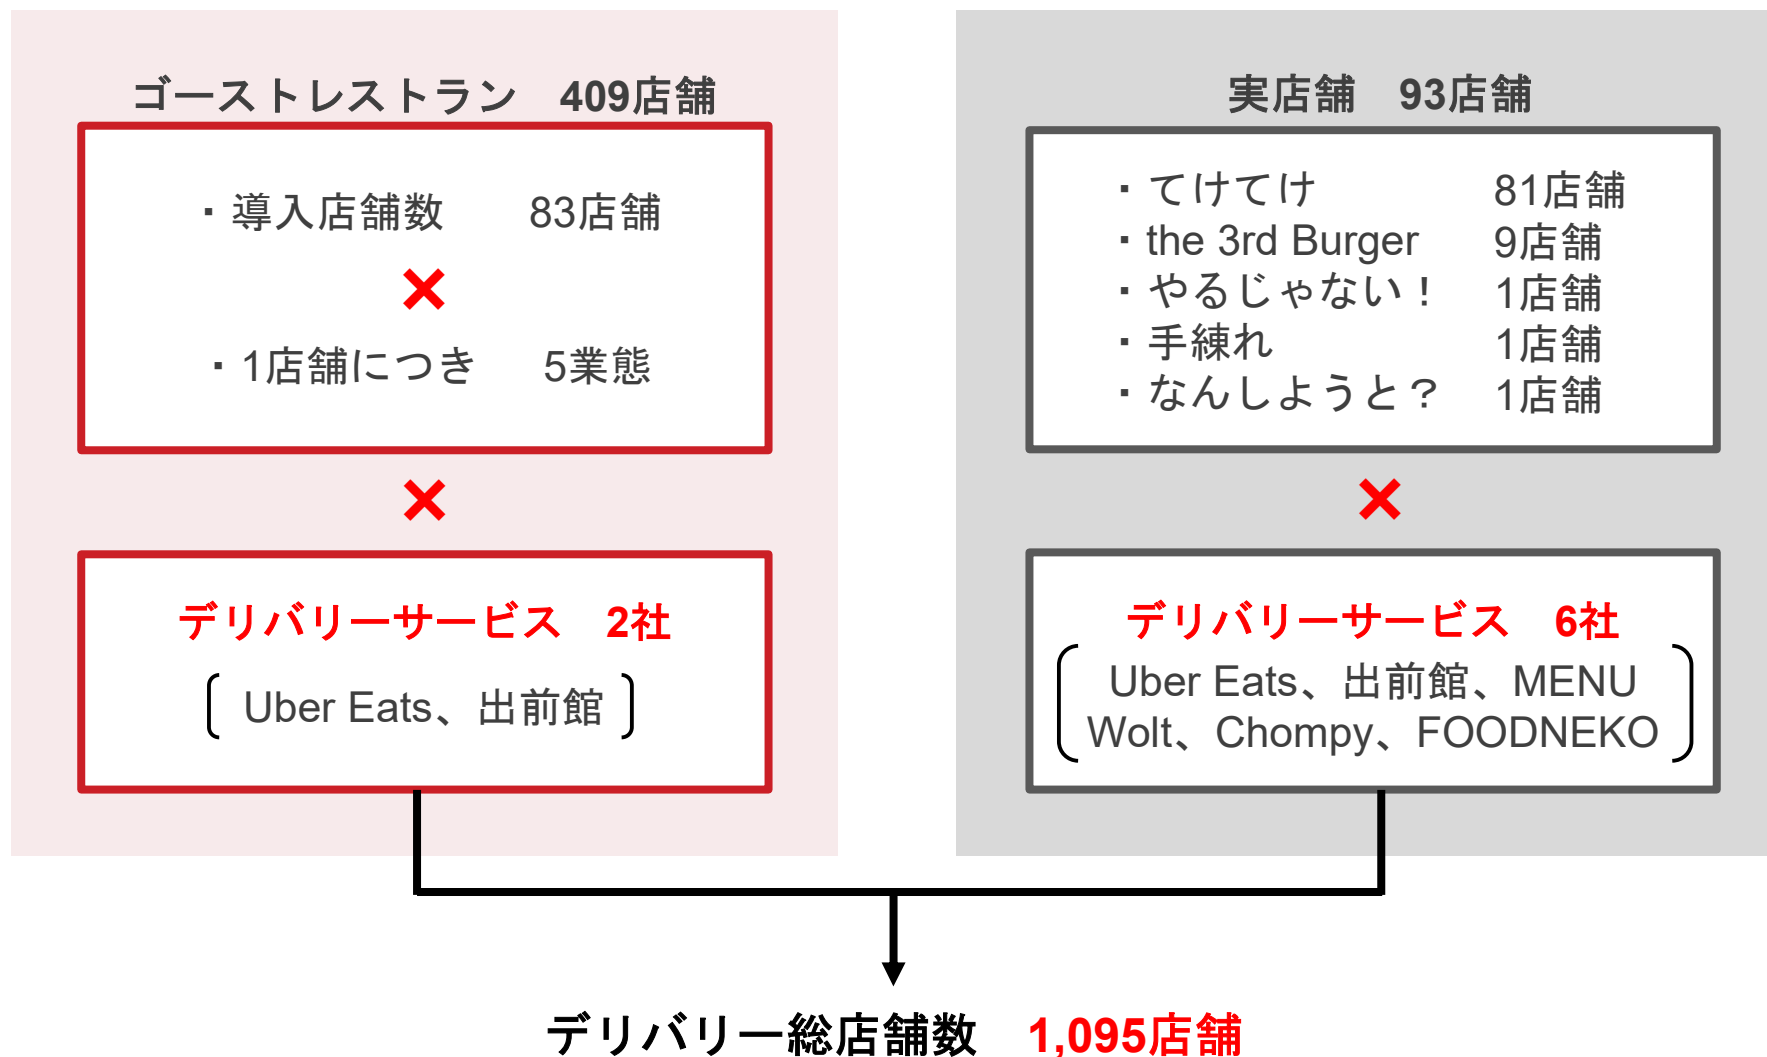 ゴーストレストラン　409店舗
・導入店舗数　83店舗
×
・1店舗につき　5業態
×
デリバリーサービス　2社
Uber Eats、出前館
実店舗　93店舗
・てけてけ　81店舗
・the 3rd Burger　9店舗
・やるじゃない！　1店舗
・手練れ　1店舗
・なんしようと？　1店舗
×
デリバリーサービス　6社
Uber Eats、出前館、MENU
Wolt、Chompy、FOODNEKO
デリバリー総店舗数　1,095店舗